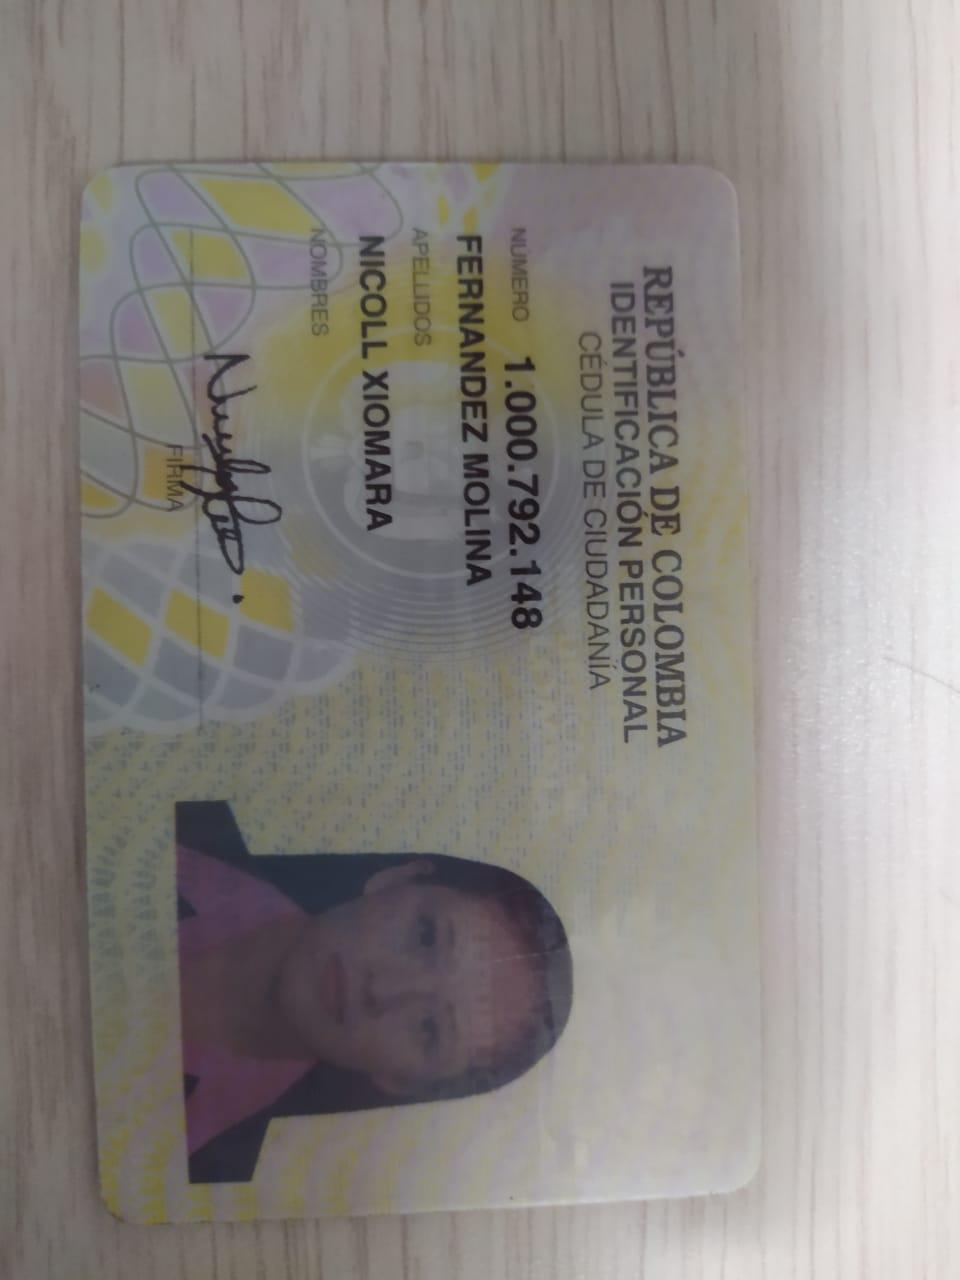 REPÚBLICA DE COLOMBIA
IDENTIFICACIÓN PERSONAL
CÉDULA DE CIUDADANÍA
NÚMERO 1.000.792.148
FERNANDEZ MOLINA
APELLIDOS
NICOLL XIOMARA
NOMBRES
FIRMA